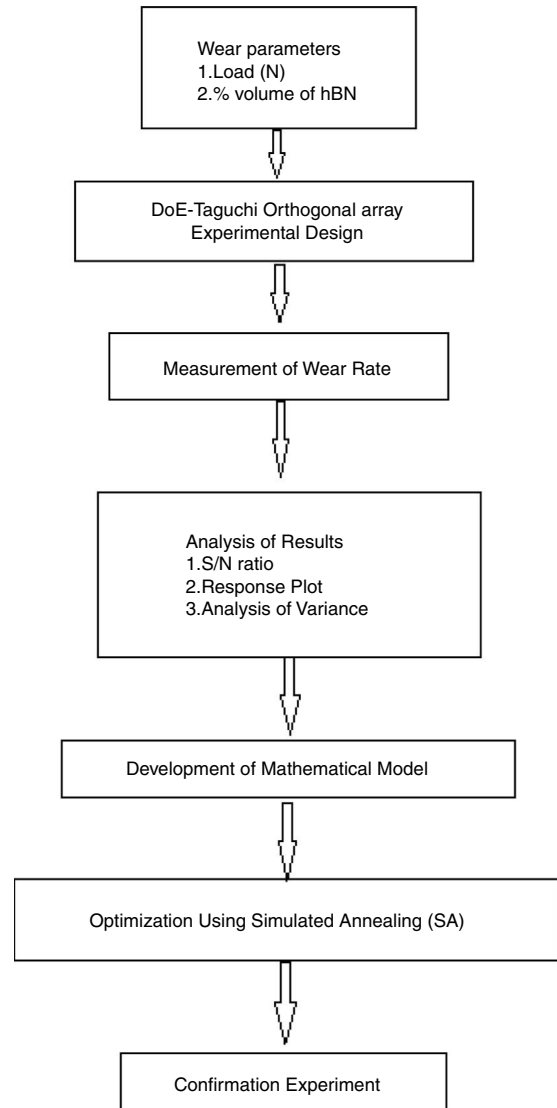 Wear parameters
1.Load (N)
2.% volume of hBN
DoE-Taguchi Orthogonal array
Experimental Design
Measurement of Wear Rate
Analysis of Results
1.S/N ratio
2.Response Plot
3.Analysis of Variance
Development of Mathematical Model
Optimization Using Simulated Annealing (SA)
Confirmation Experiment